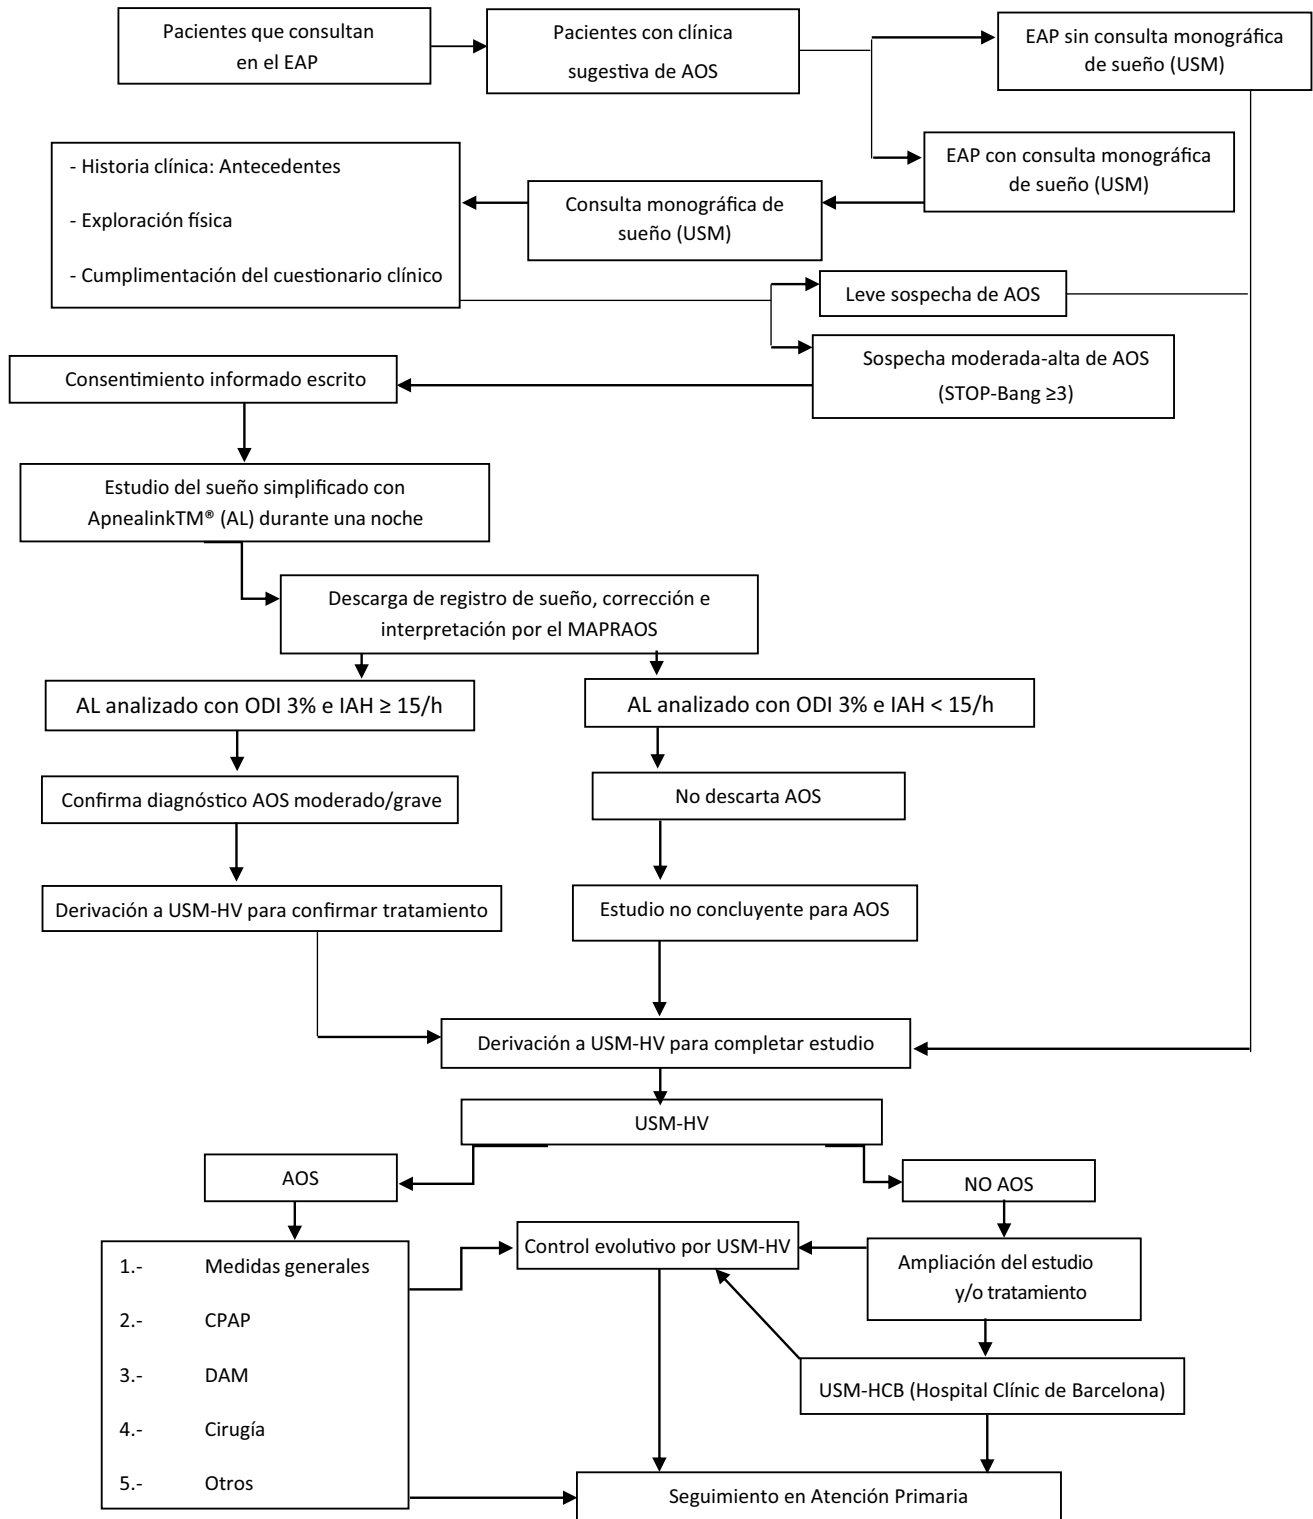 Pacientes que consultan
en el EAP
Pacientes con clínica
sugestiva de AOS
EAP sin consulta monográfica
de sueño (USM)
EAP con consulta monográfica
de sueño (USM)
Consulta monográfica de
sueño (USM)
- Historia clínica: Antecedentes
- Exploración física
- Cumplimentación del cuestionario clínico
Leve sospecha de AOS
Sospecha moderada-alta de AOS
(STOP-Bang ≥3)
Consentimiento informado escrito
Estudio del sueño simplificado con
ApnealinkTM® (AL) durante una noche
Descarga de registro de sueño, corrección e
interpretación por el MAPRAOS
AL analizado con ODI 3% e IAH ≥ 15/h
AL analizado con ODI 3% e IAH < 15/h
Confirma diagnóstico AOS moderado/grave
No descarta AOS
Derivación a USM-HV para confirmar tratamiento
Estudio no concluyente para AOS
Derivación a USM-HV para completar estudio
USM-HV
AOS
NO AOS
1.- Medidas generales
2.- CPAP
3.- DAM
4.- Cirugía
5.- Otros
Control evolutivo por USM-HV
Ampliación del estudio
y/o tratamiento
USM-HCB (Hospital Clínic de Barcelona)
Seguimiento en Atención Primaria